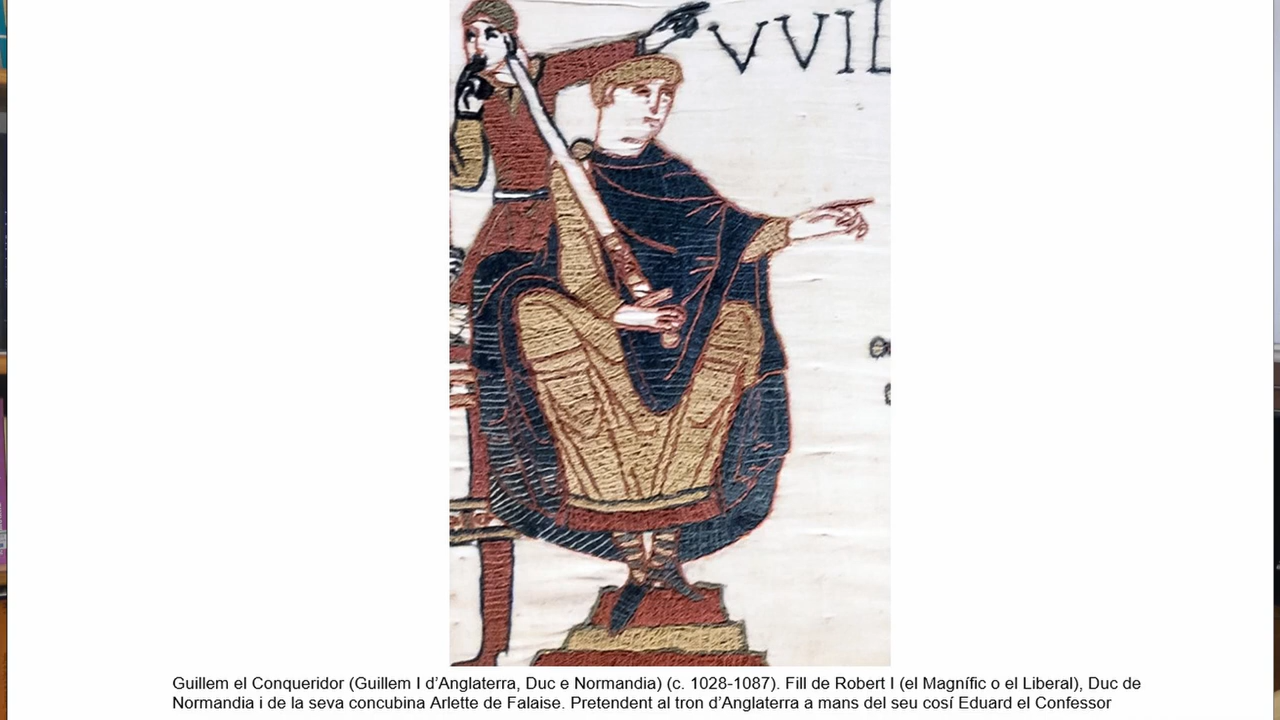 VVIL
Guillem el Conqueridor (Guillem I d’Anglaterra, Duc e Normandia) (c. 1028-1087). Fill de Robert I (el Magnífic o el Liberal), Duc de
Normandia i de la seva concubina Arlette de Falaise. Pretendent al tron d’Anglaterra a mans del seu cosí Eduard el Confessor